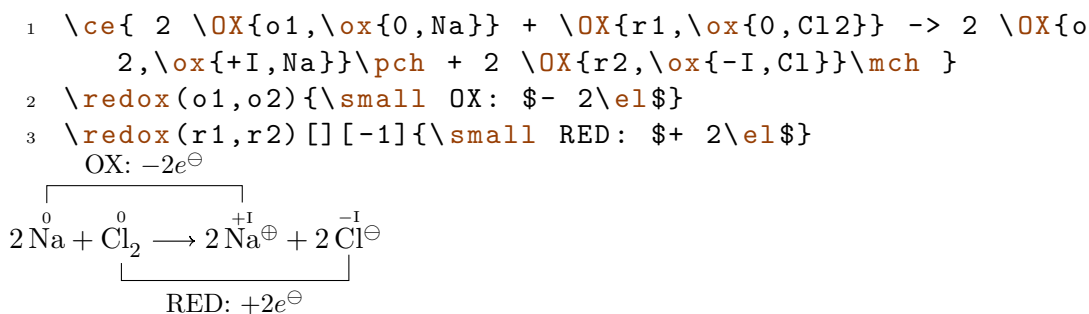 1 \ce{ 2 \OX{o1,\ox{0,Na}} + \OX{r1,\ox{0,Cl2}} -> 2 \OX{o
2,\ox{+I,Na}}\pch + 2 \OX{r2,\ox{-I,Cl}}\mch }
2 \redox(o1,o2){\small OX: $- 2\el$}
3 \redox(r1,r2)[][-1]{\small RED: $+ 2\el$}
OX: −2e⊖
0 0 +I −I
2 Na + Cl₂ ⟶ 2 Na⊕ + 2 Cl⊖
RED: +2e⊖